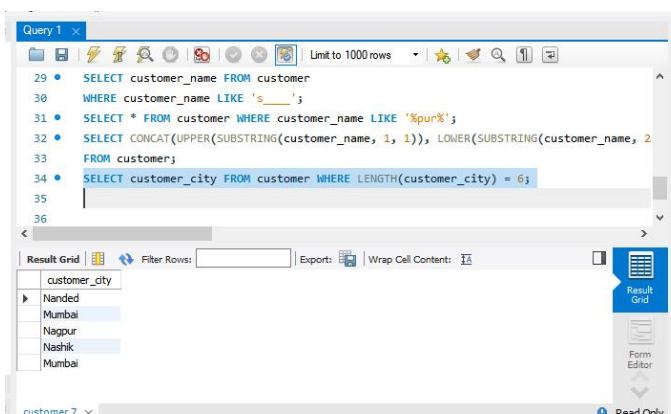 Query 1
Limit to 1000 rows
29 SELECT customer_name FROM customer
30 WHERE customer_name LIKE 's____';
31 SELECT * FROM customer WHERE customer_name LIKE '%pur%';
32 SELECT CONCAT(UPPER(SUBSTRING(customer_name, 1, 1)), LOWER(SUBSTRING(customer_name, 2
33 FROM customer;
34 SELECT customer_city FROM customer WHERE LENGTH(customer_city) = 6;
35
36
Result Grid Filter Rows: Export: Wrap Cell Content:
customer_city
Nanded
Mumbai
Nagpur
Nashik
Mumbai
Result Grid
Form Editor
customer 7 Read Only